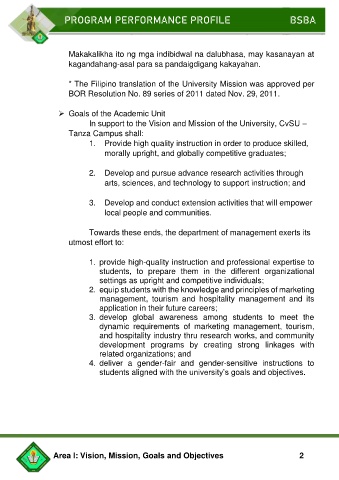 PROGRAM PERFORMANCE PROFILE BSBA
Makakalikha ito ng mga indibidwal na dalubhasa, may kasanayan at
kagandahang-asal para sa pandaigdigang kakayahan.
* The Filipino translation of the University Mission was approved per
BOR Resolution No. 89 series of 2011 dated Nov. 29, 2011.
➢ Goals of the Academic Unit
In support to the Vision and Mission of the University, CvSU –
Tanza Campus shall:
1. Provide high quality instruction in order to produce skilled,
morally upright, and globally competitive graduates;
2. Develop and pursue advance research activities through
arts, sciences, and technology to support instruction; and
3. Develop and conduct extension activities that will empower
local people and communities.
Towards these ends, the department of management exerts its
utmost effort to:
1. provide high-quality instruction and professional expertise to
students, to prepare them in the different organizational
settings as upright and competitive individuals;
2. equip students with the knowledge and principles of marketing
management, tourism and hospitality management and its
application in their future careers;
3. develop global awareness among students to meet the
dynamic requirements of marketing management, tourism,
and hospitality industry thru research works, and community
development programs by creating strong linkages with
related organizations; and
4. deliver a gender-fair and gender-sensitive instructions to
students aligned with the university's goals and objectives.
Area I: Vision, Mission, Goals and Objectives 2